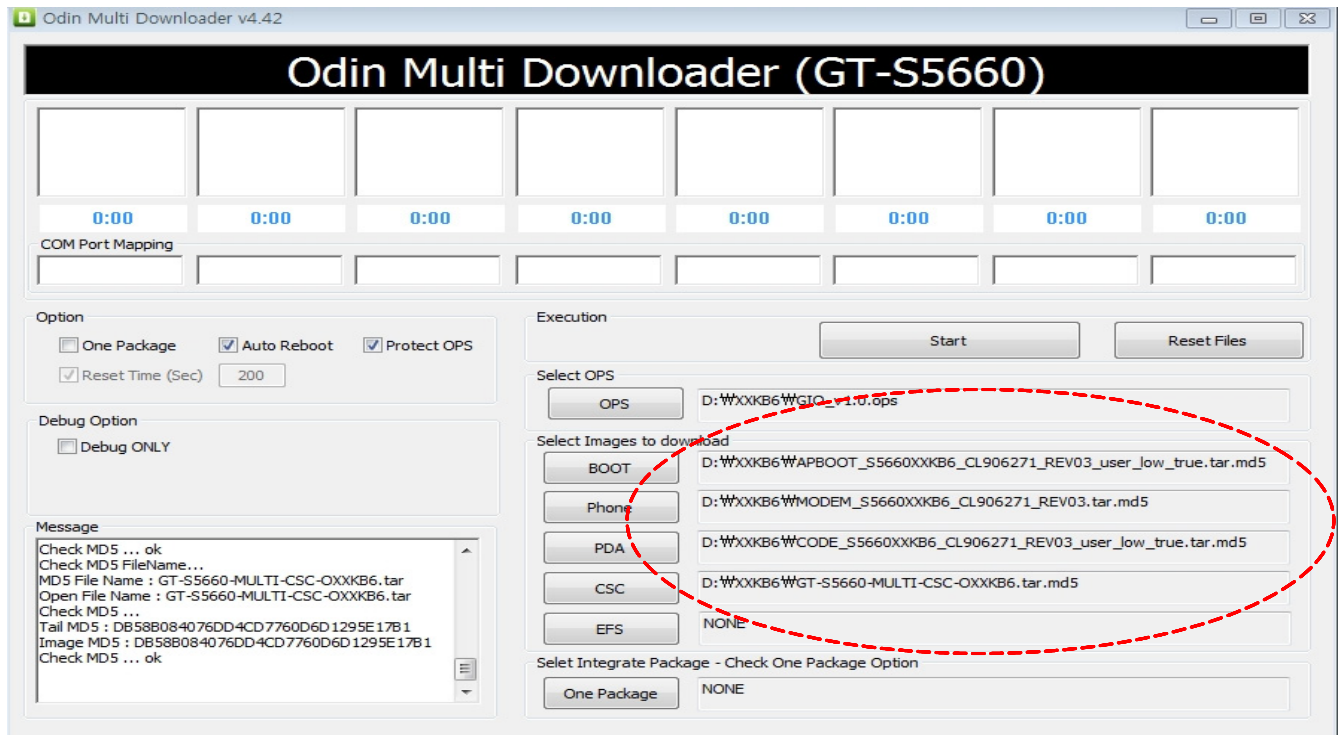 Odin Multi Downloader v4.42
Odin Multi Downloader (GT-S5660)
0:00 0:00 0:00 0:00 0:00 0:00 0:00 0:00
COM Port Mapping
Option
One Package Auto Reboot Protect OPS
Reset Time (Sec) 200
Debug Option
Debug ONLY
Message
Check MD5 ... ok
Check MD5 FileName...
MD5 File Name : GT-S5660-MULTI-CSC-OXXKB6.tar
Open File Name : GT-S5660-MULTI-CSC-OXXKB6.tar
Check MD5 ...
Tail MD5 : DB58B084076DD4CD7760D6D1295E17B1
Image MD5 : DB58B084076DD4CD7760D6D1295E17B1
Check MD5 ... ok
Execution
Start Reset Files
Select OPS
OPS D:₩XXKB6₩GIO_v1.0.ops
Select Images to download
BOOT D:₩XXKB6₩APBOOT_S5660XXKB6_CL906271_REV03_user_low_true.tar.md5
Phone D:₩XXKB6₩MODEM_S5660XXKB6_CL906271_REV03.tar.md5
PDA D:₩XXKB6₩CODE_S5660XXKB6_CL906271_REV03_user_low_true.tar.md5
CSC D:₩XXKB6₩GT-S5660-MULTI-CSC-OXXKB6.tar.md5
EFS NONE
Selet Integrate Package - Check One Package Option
One Package NONE